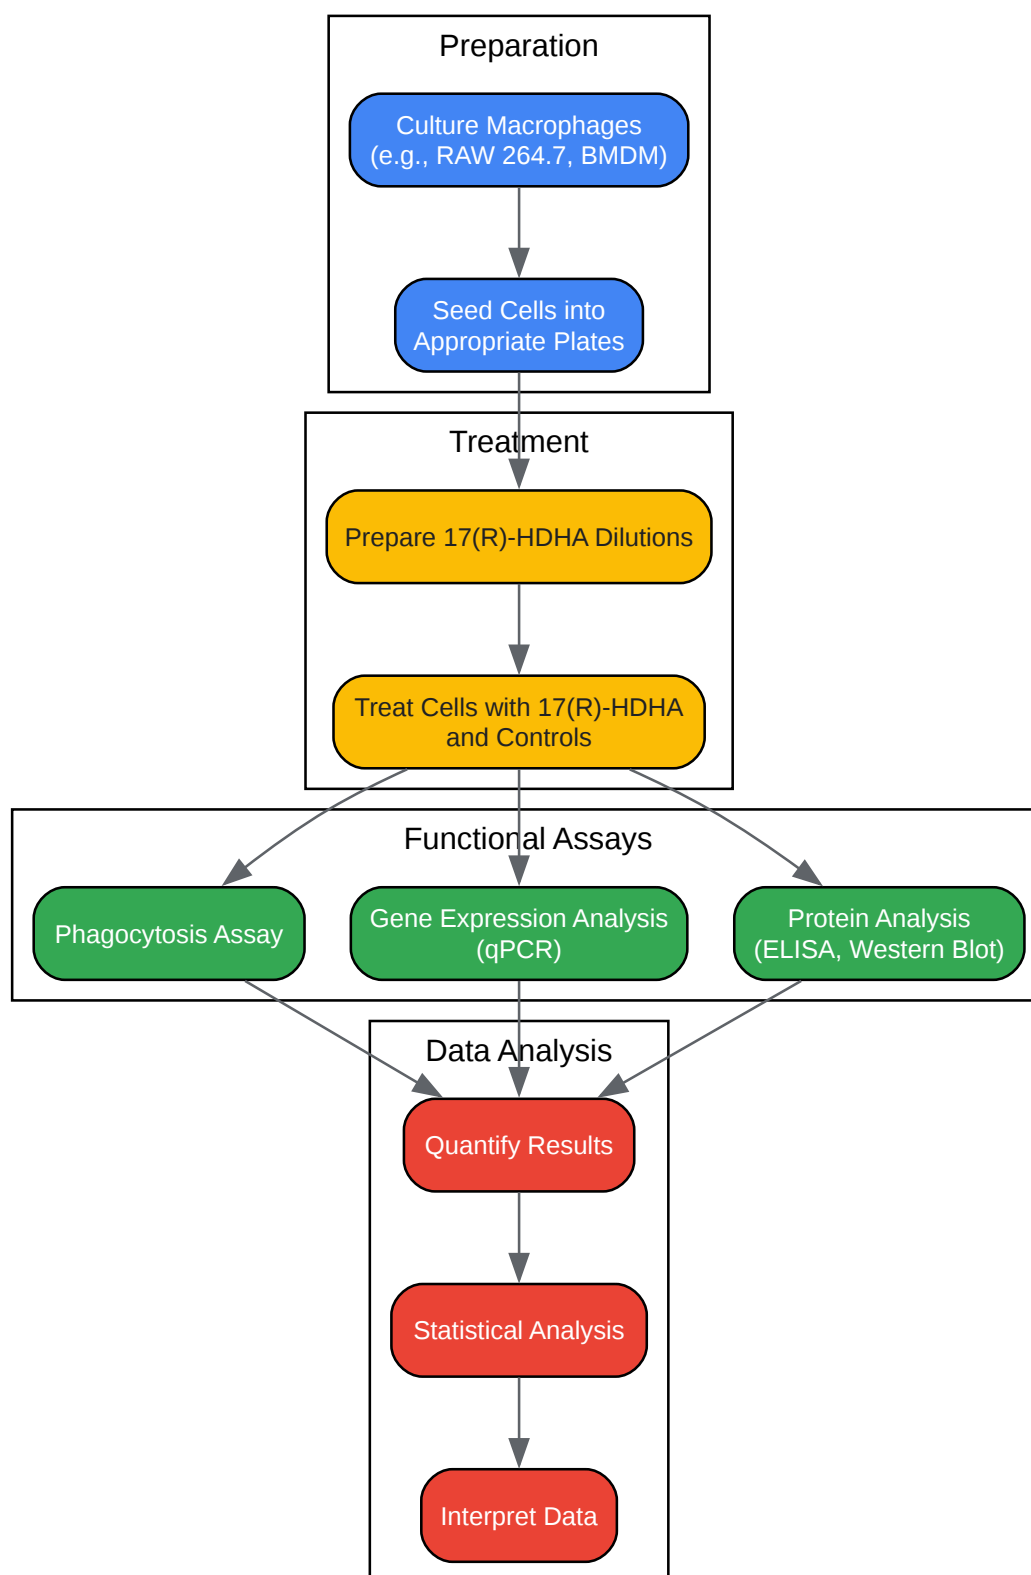 Preparation
Culture Macrophages
(e.g., RAW 264.7, BMDM)
Seed Cells into
Appropriate Plates
Treatment
Prepare 17(R)-HDHA Dilutions
Treat Cells with 17(R)-HDHA
and Controls
Functional Assays
Phagocytosis Assay
Gene Expression Analysis
(qPCR)
Protein Analysis
(ELISA, Western Blot)
Data Analysis
Quantify Results
Statistical Analysis
Interpret Data